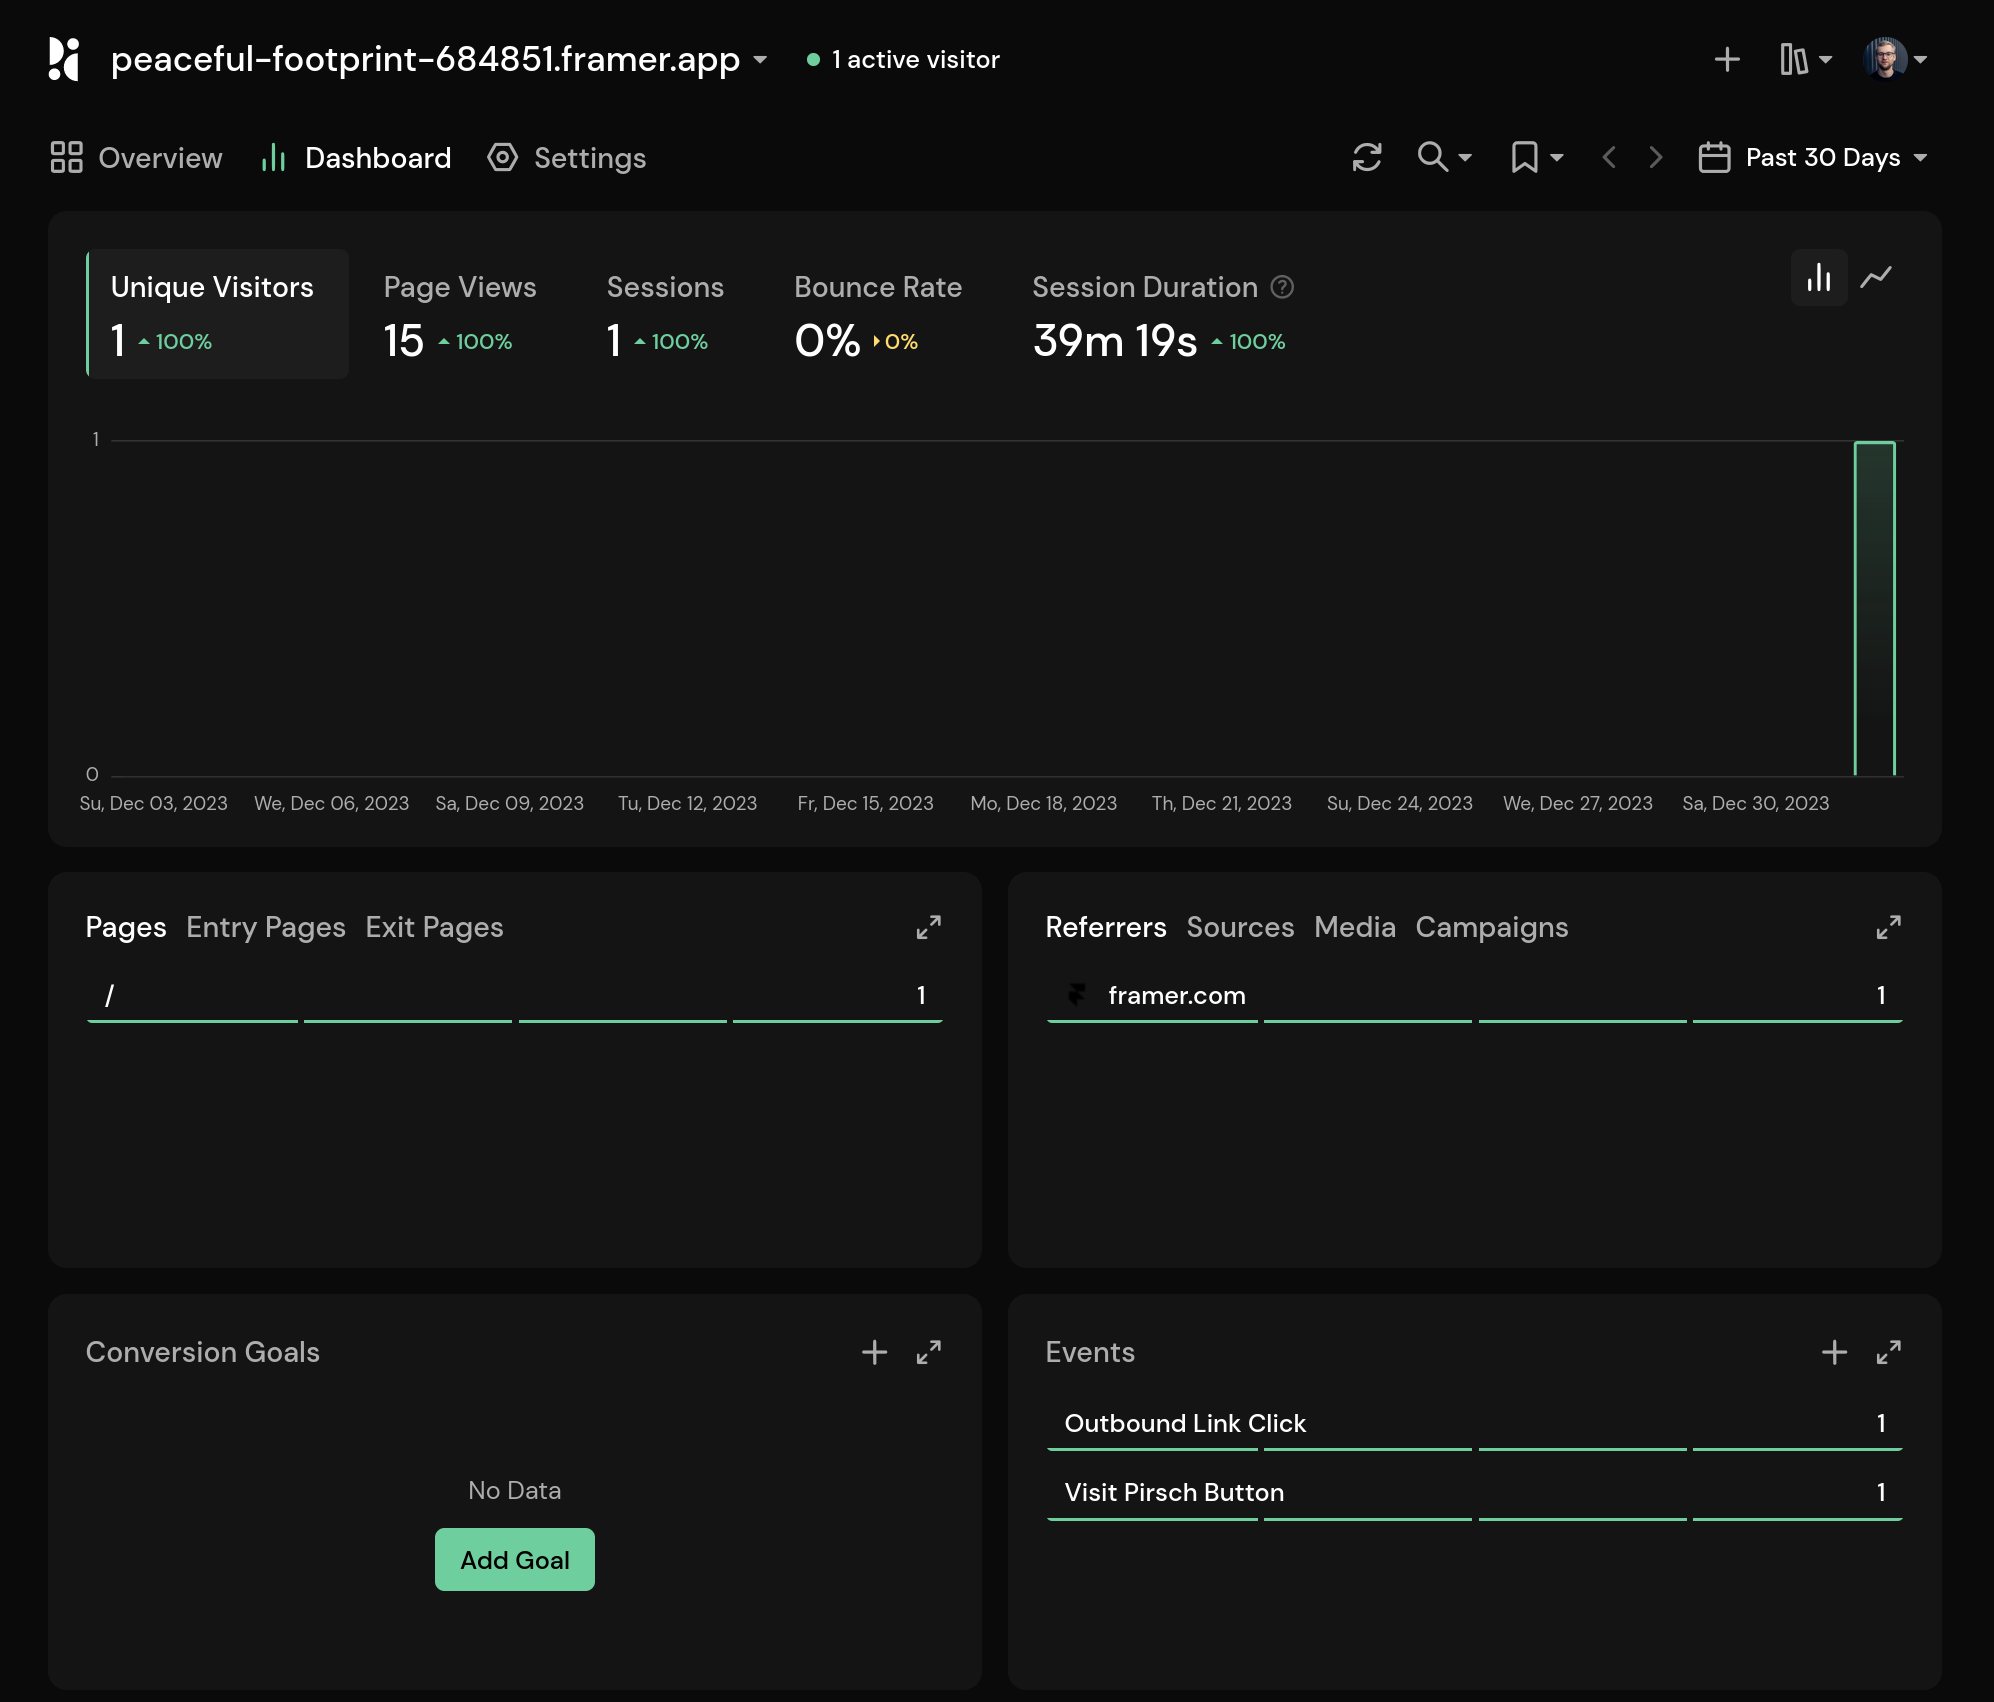 peaceful-footprint-684851.framer.app
1 active visitor
Overview
Dashboard
Settings
Past 30 Days
Unique Visitors
1 100%
Page Views
15 100%
Sessions
1 100%
Bounce Rate
0% 0%
Session Duration ?
39m 19s 100%
1
0
Su, Dec 03, 2023
We, Dec 06, 2023
Sa, Dec 09, 2023
Tu, Dec 12, 2023
Fr, Dec 15, 2023
Mo, Dec 18, 2023
Th, Dec 21, 2023
Su, Dec 24, 2023
We, Dec 27, 2023
Sa, Dec 30, 2023
Pages Entry Pages Exit Pages
/ 1
Referrers Sources Media Campaigns
framer.com 1
Conversion Goals
No Data
Add Goal
Events
Outbound Link Click 1
Visit Pirsch Button 1